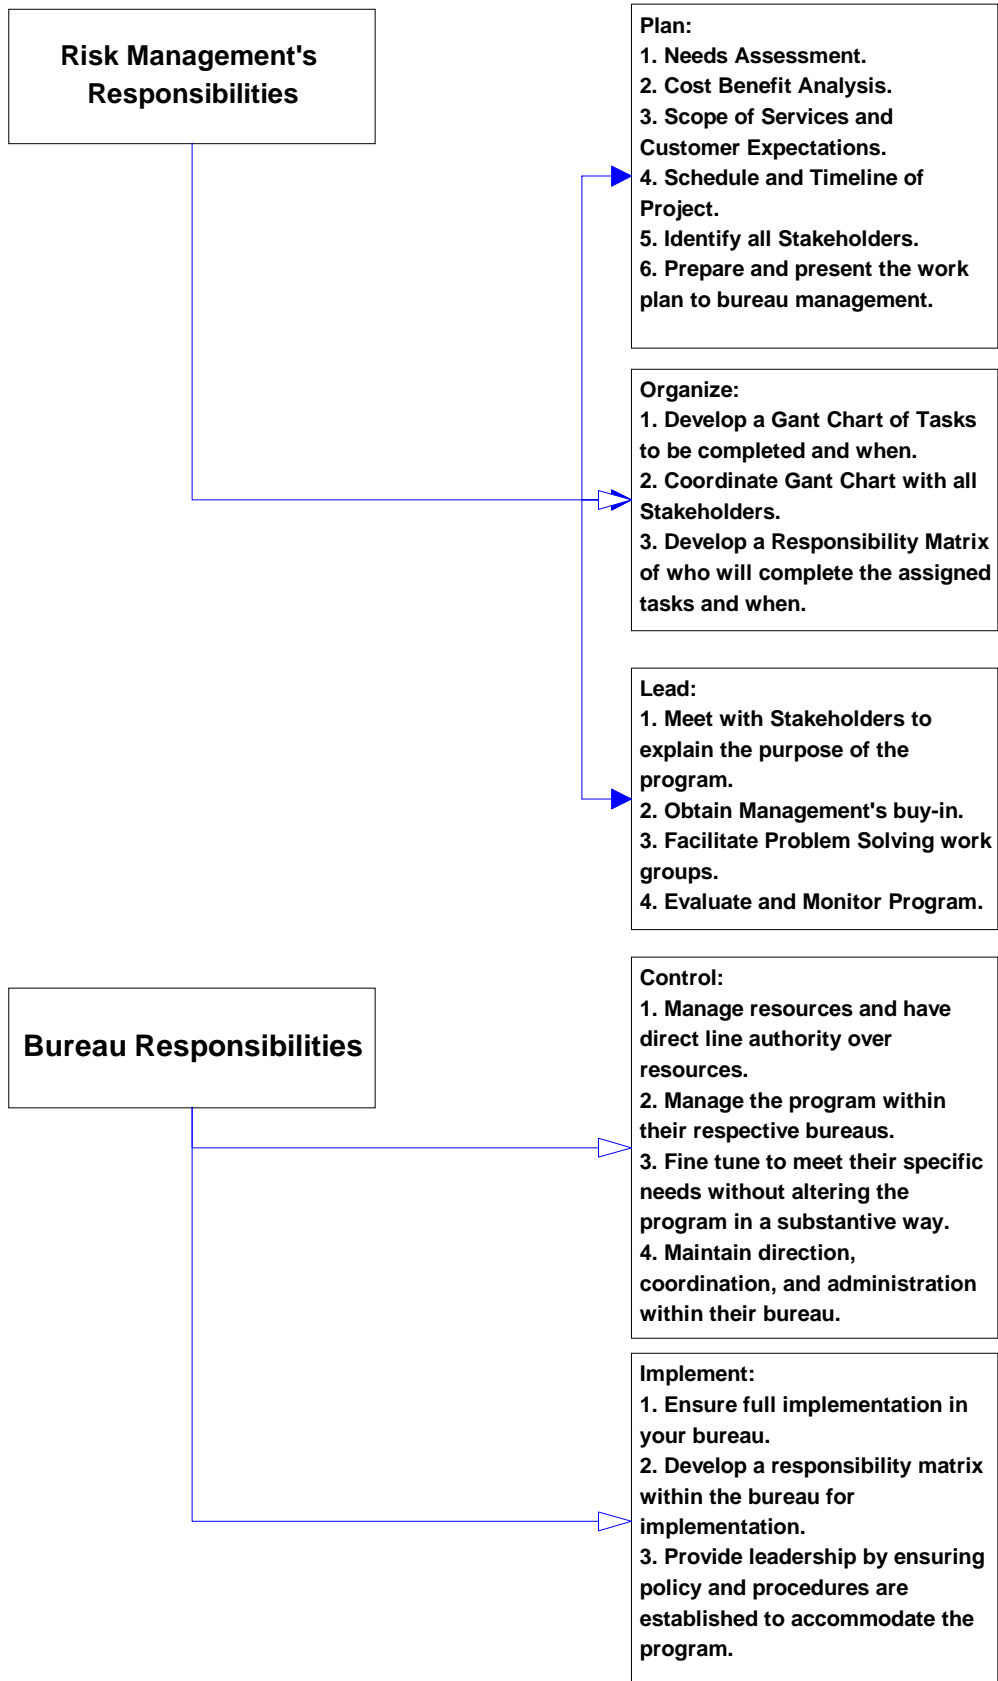 Risk Management's
Responsibilities
Plan:
1. Needs Assessment.
2. Cost Benefit Analysis.
3. Scope of Services and
Customer Expectations.
4. Schedule and Timeline of
Project.
5. Identify all Stakeholders.
6. Prepare and present the work
plan to bureau management.
Organize:
1. Develop a Gant Chart of Tasks
to be completed and when.
2. Coordinate Gant Chart with all
Stakeholders.
3. Develop a Responsibility Matrix
of who will complete the assigned
tasks and when.
Lead:
1. Meet with Stakeholders to
explain the purpose of the
program.
2. Obtain Management's buy-in.
3. Facilitate Problem Solving work
groups.
4. Evaluate and Monitor Program.
Bureau Responsibilities
Control:
1. Manage resources and have
direct line authority over
resources.
2. Manage the program within
their respective bureaus.
3. Fine tune to meet their specific
needs without altering the
program in a substantive way.
4. Maintain direction,
coordination, and administration
within their bureau.
Implement:
1. Ensure full implementation in
your bureau.
2. Develop a responsibility matrix
within the bureau for
implementation.
3. Provide leadership by ensuring
policy and procedures are
established to accommodate the
program.